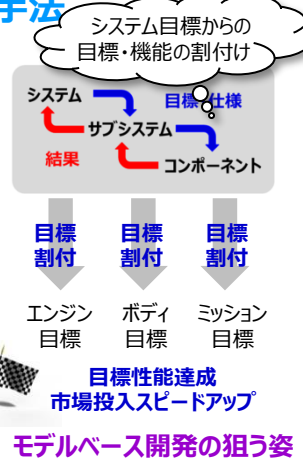 手法
システム目標からの
目標・機能の割付け
システム
目標 仕様
サブシステム
結果
コンポーネント
目標 目標 目標
割付 割付 割付
エンジン ボディ ミッション
目標 目標 目標
目標性能達成
市場投入スピードアップ
モデルベース開発の狙う姿